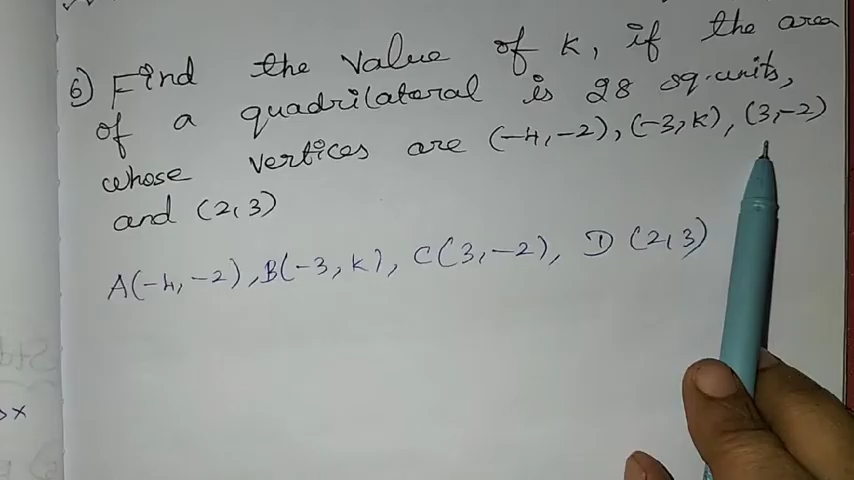 6) Find the value of K, if the area
of a quadrilateral is 28 sq.units,
whose vertices are (-4,-2), (-3,K), (3,-2)
and (2,3)
A(-4,-2), B(-3,K), C(3,-2), D(2,3)